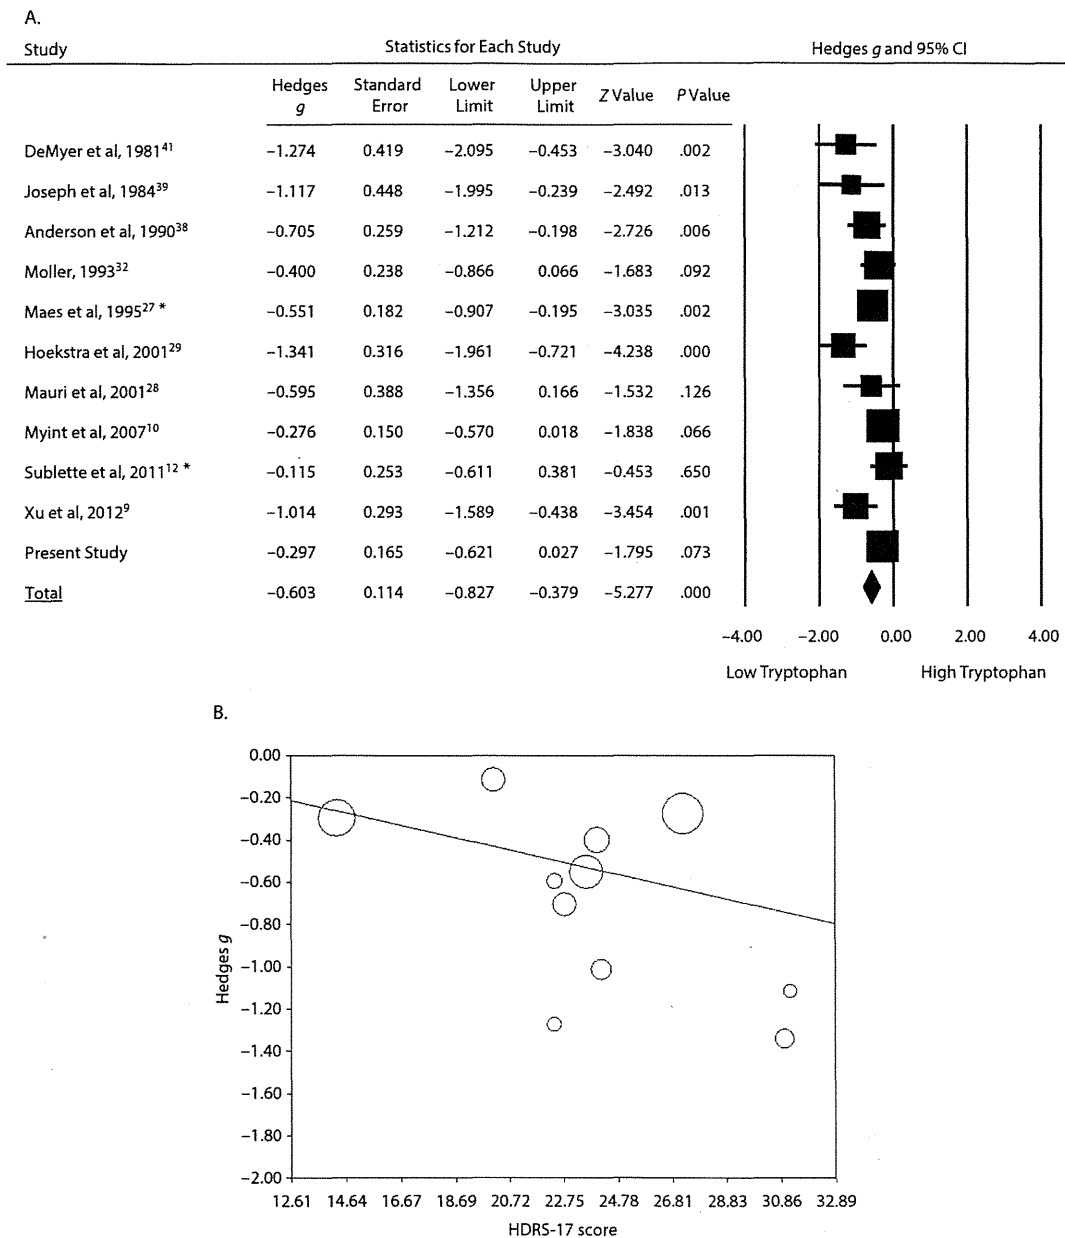 A.
Study Statistics for Each Study Hedges g and 95% CI
Hedges g Standard Error Lower Limit Upper Limit Z Value P Value
DeMyer et al, 1981⁴¹ −1.274 0.419 −2.095 −0.453 −3.040 .002
Joseph et al, 1984³⁹ −1.117 0.448 −1.995 −0.239 −2.492 .013
Anderson et al, 1990³⁸ −0.705 0.259 −1.212 −0.198 −2.726 .006
Moller, 1993³² −0.400 0.238 −0.866 0.066 −1.683 .092
Maes et al, 1995²⁷ * −0.551 0.182 −0.907 −0.195 −3.035 .002
Hoekstra et al, 2001²⁹ −1.341 0.316 −1.961 −0.721 −4.238 .000
Mauri et al, 2001²⁸ −0.595 0.388 −1.356 0.166 −1.532 .126
Myint et al, 2007¹⁰ −0.276 0.150 −0.570 0.018 −1.838 .066
Sublette et al, 2011¹² * −0.115 0.253 −0.611 0.381 −0.453 .650
Xu et al, 2012⁹ −1.014 0.293 −1.589 −0.438 −3.454 .001
Present Study −0.297 0.165 −0.621 0.027 −1.795 .073
Total −0.603 0.114 −0.827 −0.379 −5.277 .000
−4.00 −2.00 0.00 2.00 4.00
Low Tryptophan High Tryptophan
B.
0.00
−0.20
−0.40
−0.60
−0.80
−1.00
−1.20
−1.40
−1.60
−1.80
−2.00
Hedges g
12.61 14.64 16.67 18.69 20.72 22.75 24.78 26.81 28.83 30.86 32.89
HDRS-17 score